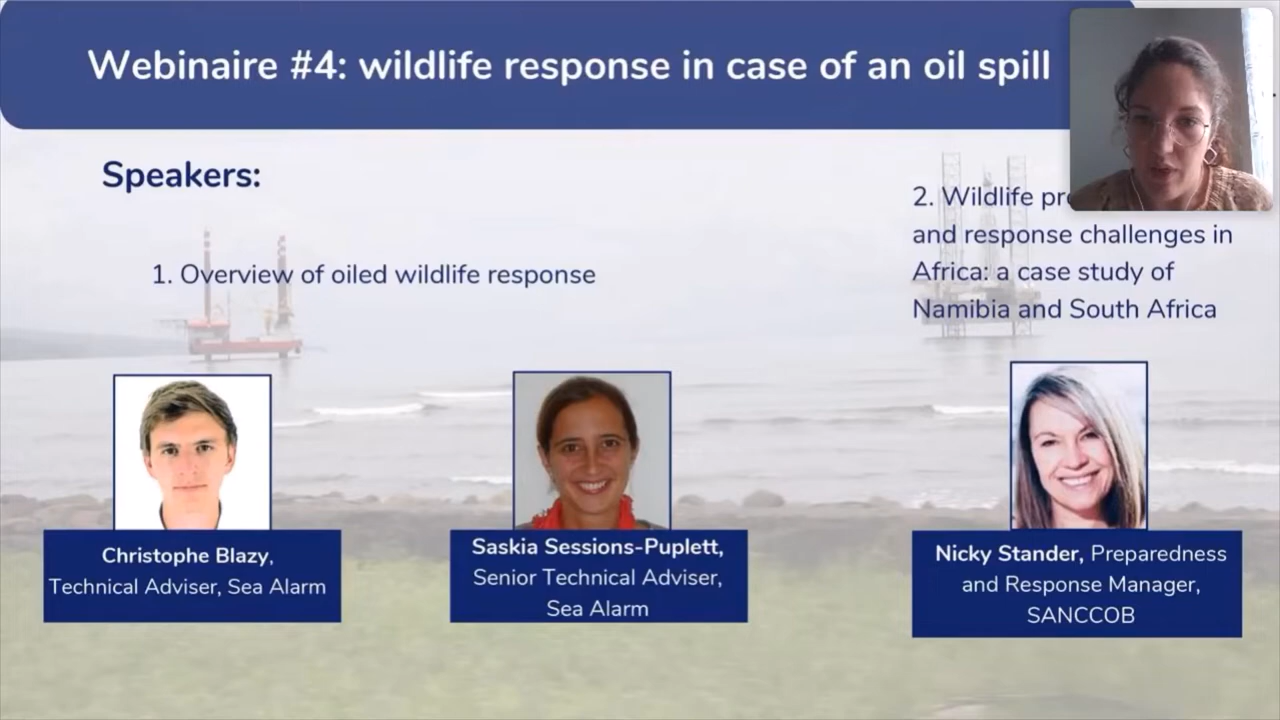 Webinaire #4: wildlife response in case of an oil spill
Speakers:
1. Overview of oiled wildlife response
2. Wildlife
and response challenges in
Africa: a case study of
Namibia and South Africa
Christophe Blazy,
Technical Adviser, Sea Alarm
Saskia Sessions-Puplett,
Senior Technical Adviser,
Sea Alarm
Nicky Stander, Preparedness
and Response Manager,
SANCCOB